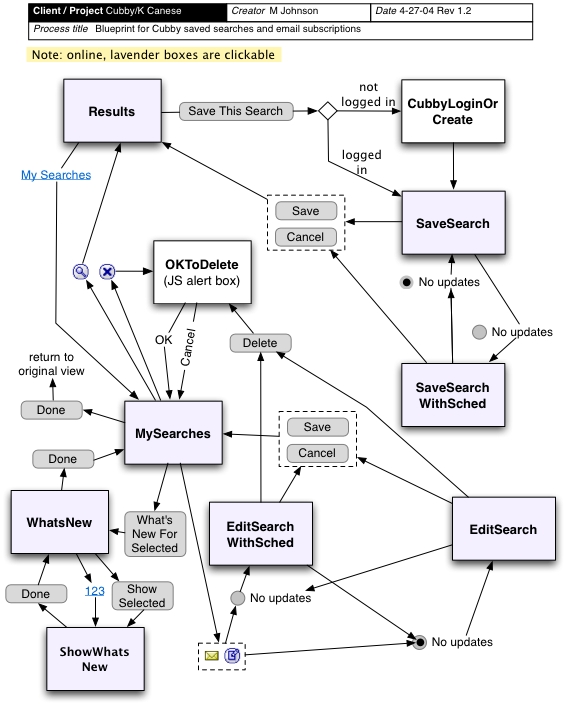 Client / Project Cubby/K Canese
Creator M Johnson
Date 4-27-04 Rev 1.2
Process title Blueprint for Cubby saved searches and email subscriptions
Note: online, lavender boxes are clickable
Results
Save This Search
not
logged in
CubbyLoginOr
Create
logged
in
My Searches
Save
Cancel
SaveSearch
OKToDelete
(JS alert box)
No updates
No updates
OK
Cancel
Delete
return to
original view
SaveSearch
WithSched
Done
MySearches
Save
Cancel
Done
WhatsNew
What's
New For
Selected
EditSearch
WithSched
EditSearch
Done
123
Show
Selected
No updates
No updates
ShowWhats
New